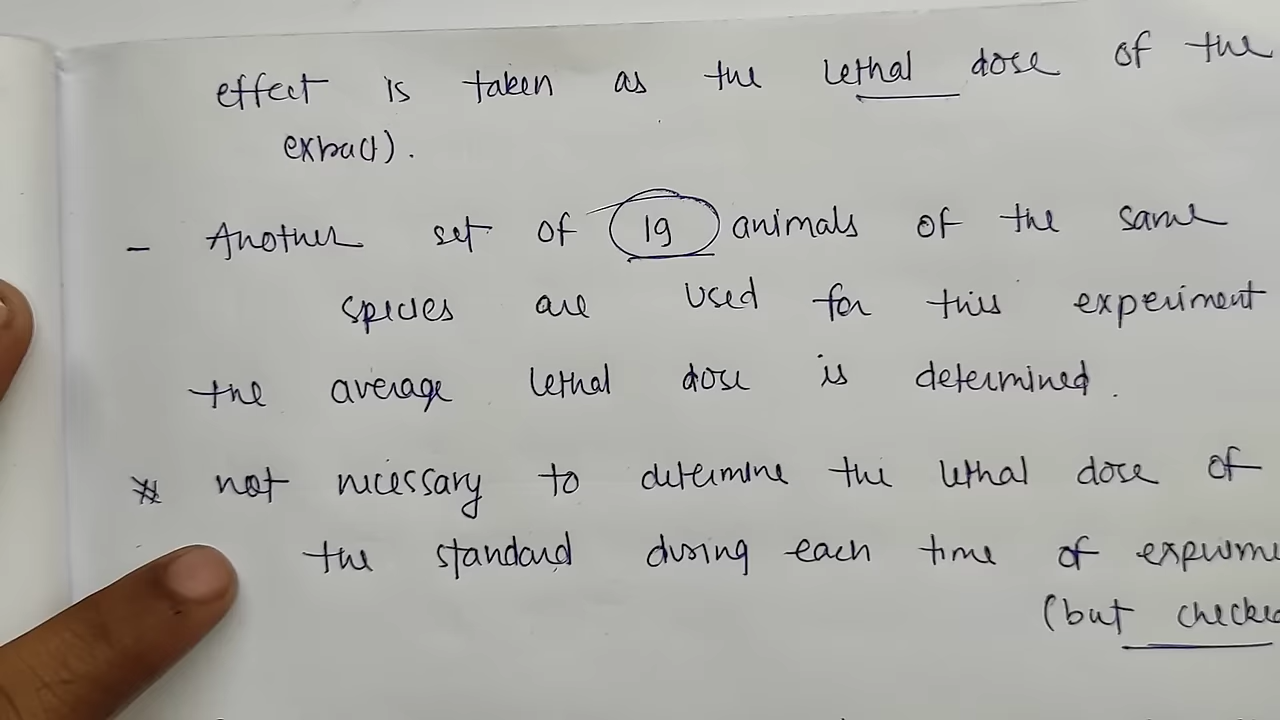 effect is taken as the lethal dose of the
extract).
- Another set of 19 animals of the same
species are used for this experiment
the average lethal dose is determined.
* not necessary to determine the lethal dose of
the standard during each time of experime
(but checked